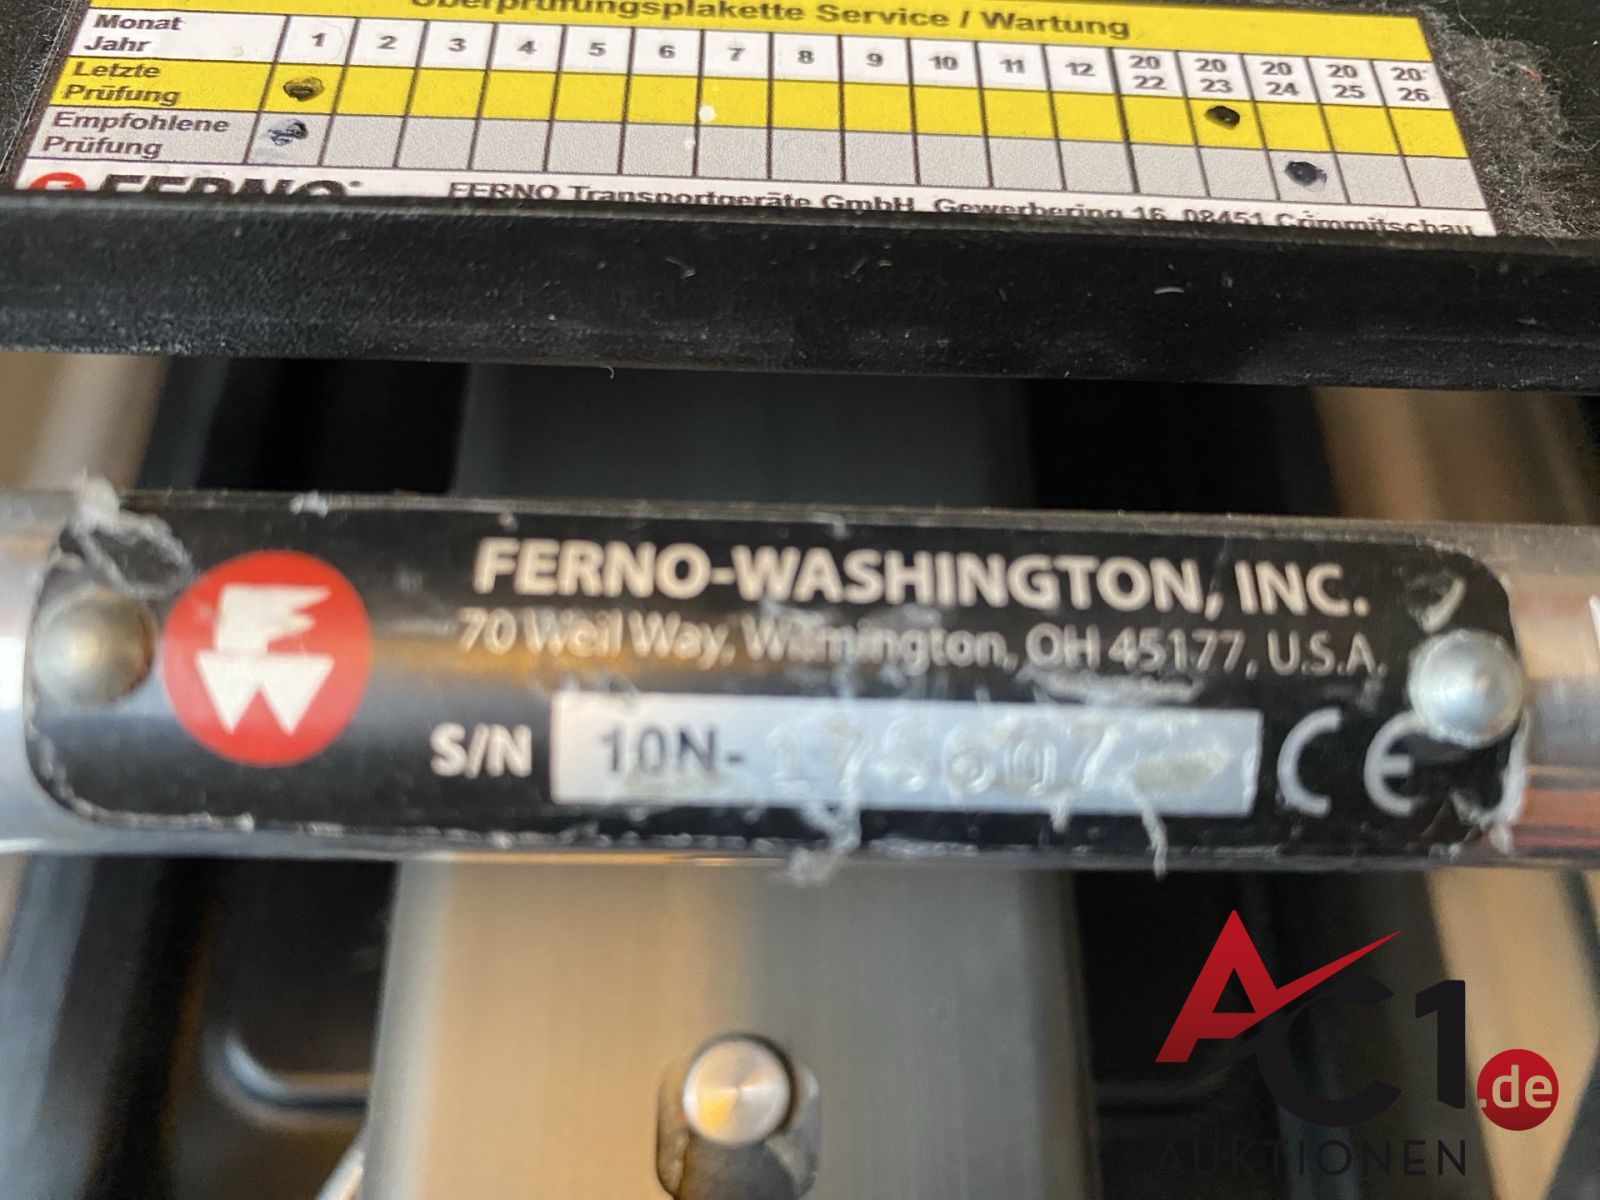 Überprüfungsplakette Service / Wartung
Monat Jahr 1 2 3 4 5 6 7 8 9 10 11 12 20 22 20 23 20 24 20 25 20 26
Letzte Prüfung
Empfohlene Prüfung
FERNO FERNO Transportgeräte GmbH, Gewerbering 16, 08451 Crimmitschau
FERNO-WASHINGTON, INC.
70 Weil Way, Wilmington, OH 45177, U.S.A.
S/N 10N- CE
AC1.de
AUKTIONEN